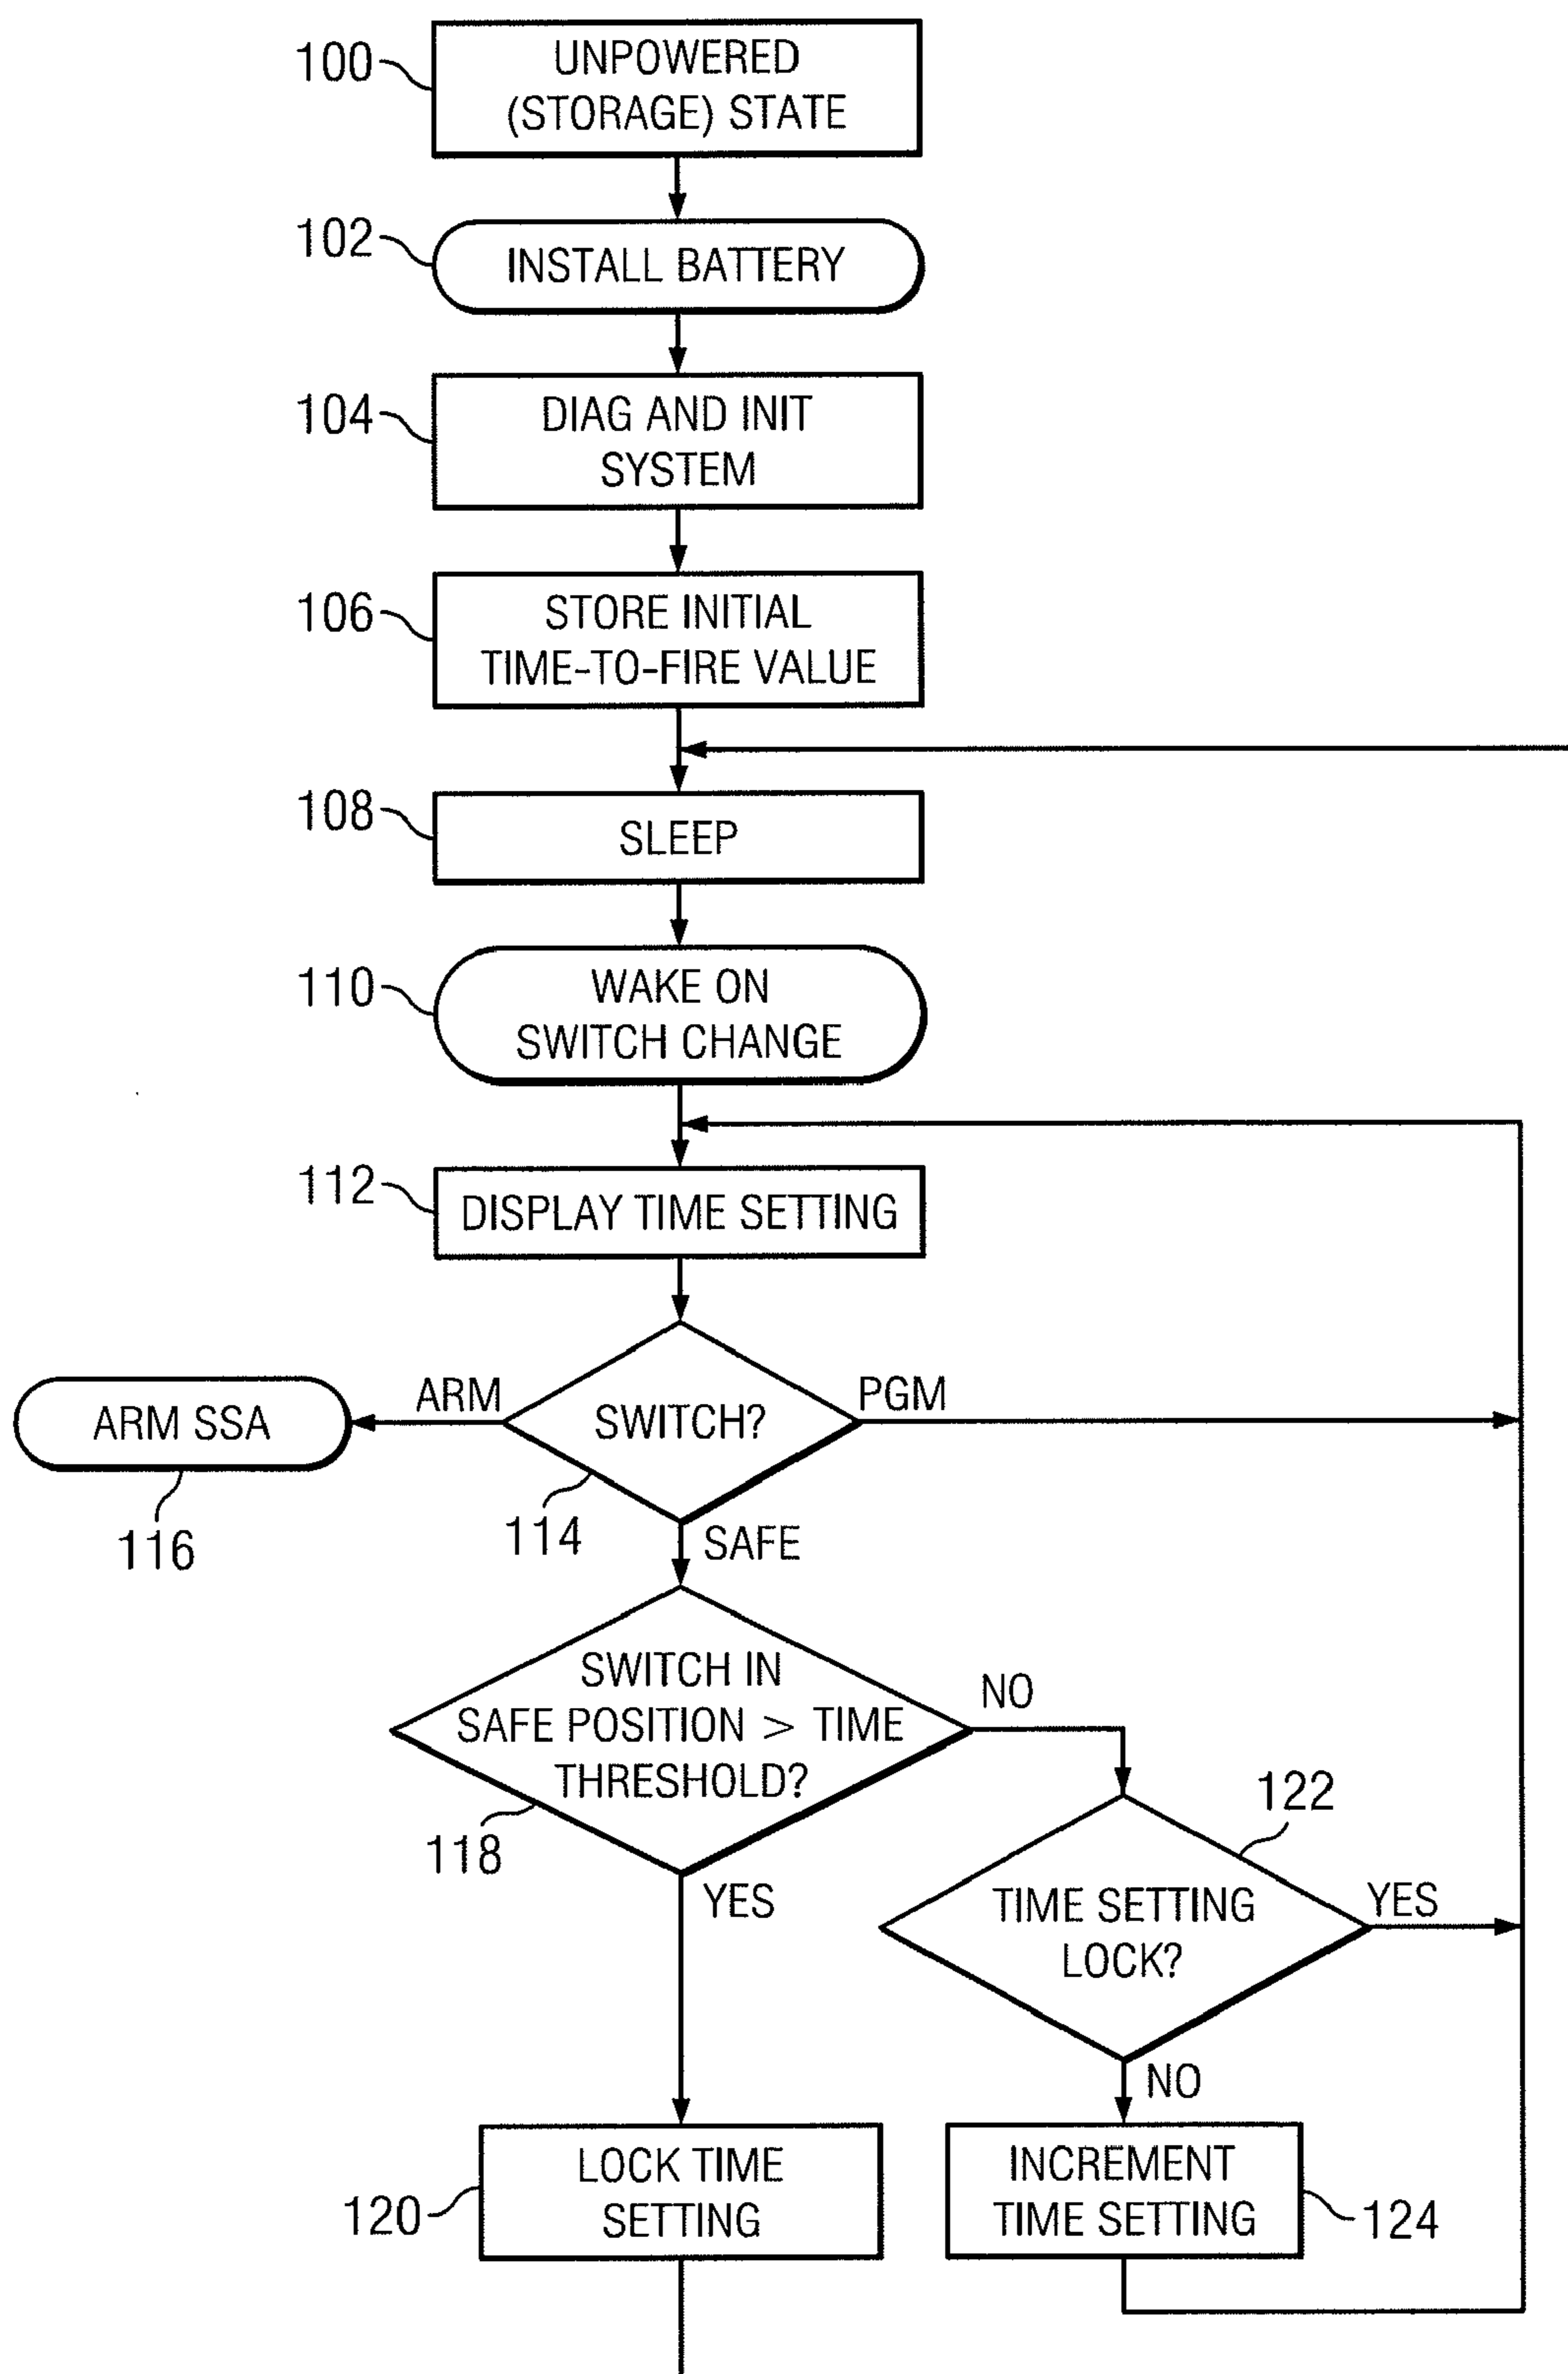 100
UNPOWERED
(STORAGE) STATE
102
INSTALL BATTERY
104
DIAG AND INIT
SYSTEM
106
STORE INITIAL
TIME-TO-FIRE VALUE
108
SLEEP
110
WAKE ON
SWITCH CHANGE
112
DISPLAY TIME SETTING
ARM SSA
116
ARM
SWITCH?
PGM
114
SAFE
SWITCH IN
SAFE POSITION > TIME
THRESHOLD?
118
NO
YES
122
TIME SETTING
LOCK?
YES
NO
120
LOCK TIME
SETTING
INCREMENT
TIME SETTING
124